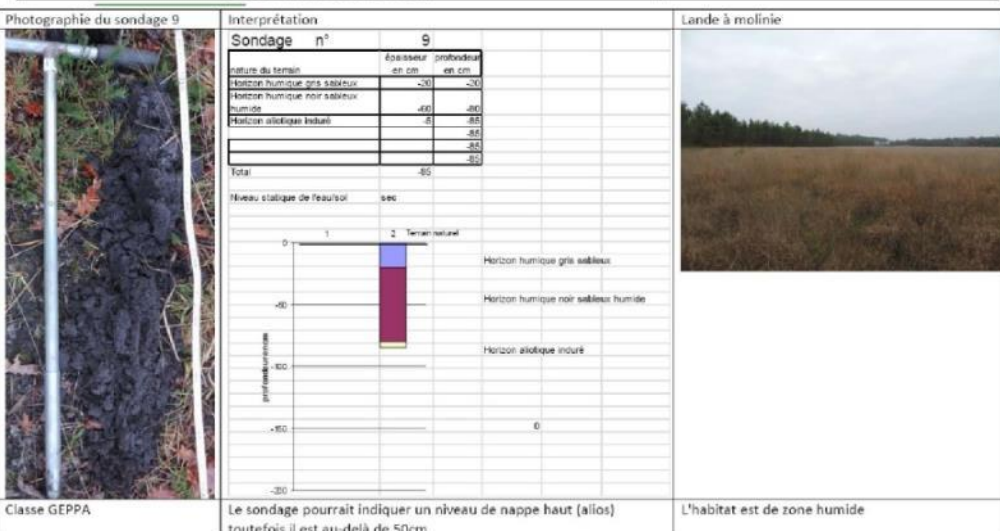 Photographie du sondage 9
Interprétation
Lande à molinie
Sondage n° 9
épaisseur profondeur
nature du terrain en cm en cm
Horizon humique gris sableux -20 -20
Horizon humique noir sableux
humide -60 -80
Horizon aliotique induré -5 -85
-85
-85
-85
Total -85
Niveau statique de l'eau/sol sec
1 2 Terrain naturel
0
Horizon humique gris sableux
-50 Horizon humique noir sableux humide
Horizon aliotique induré
-100
-150 0
-200
Classe GEPPA
Le sondage pourrait indiquer un niveau de nappe haut (alios)
toutefois il est au-delà de 50cm
L'habitat est de zone humide